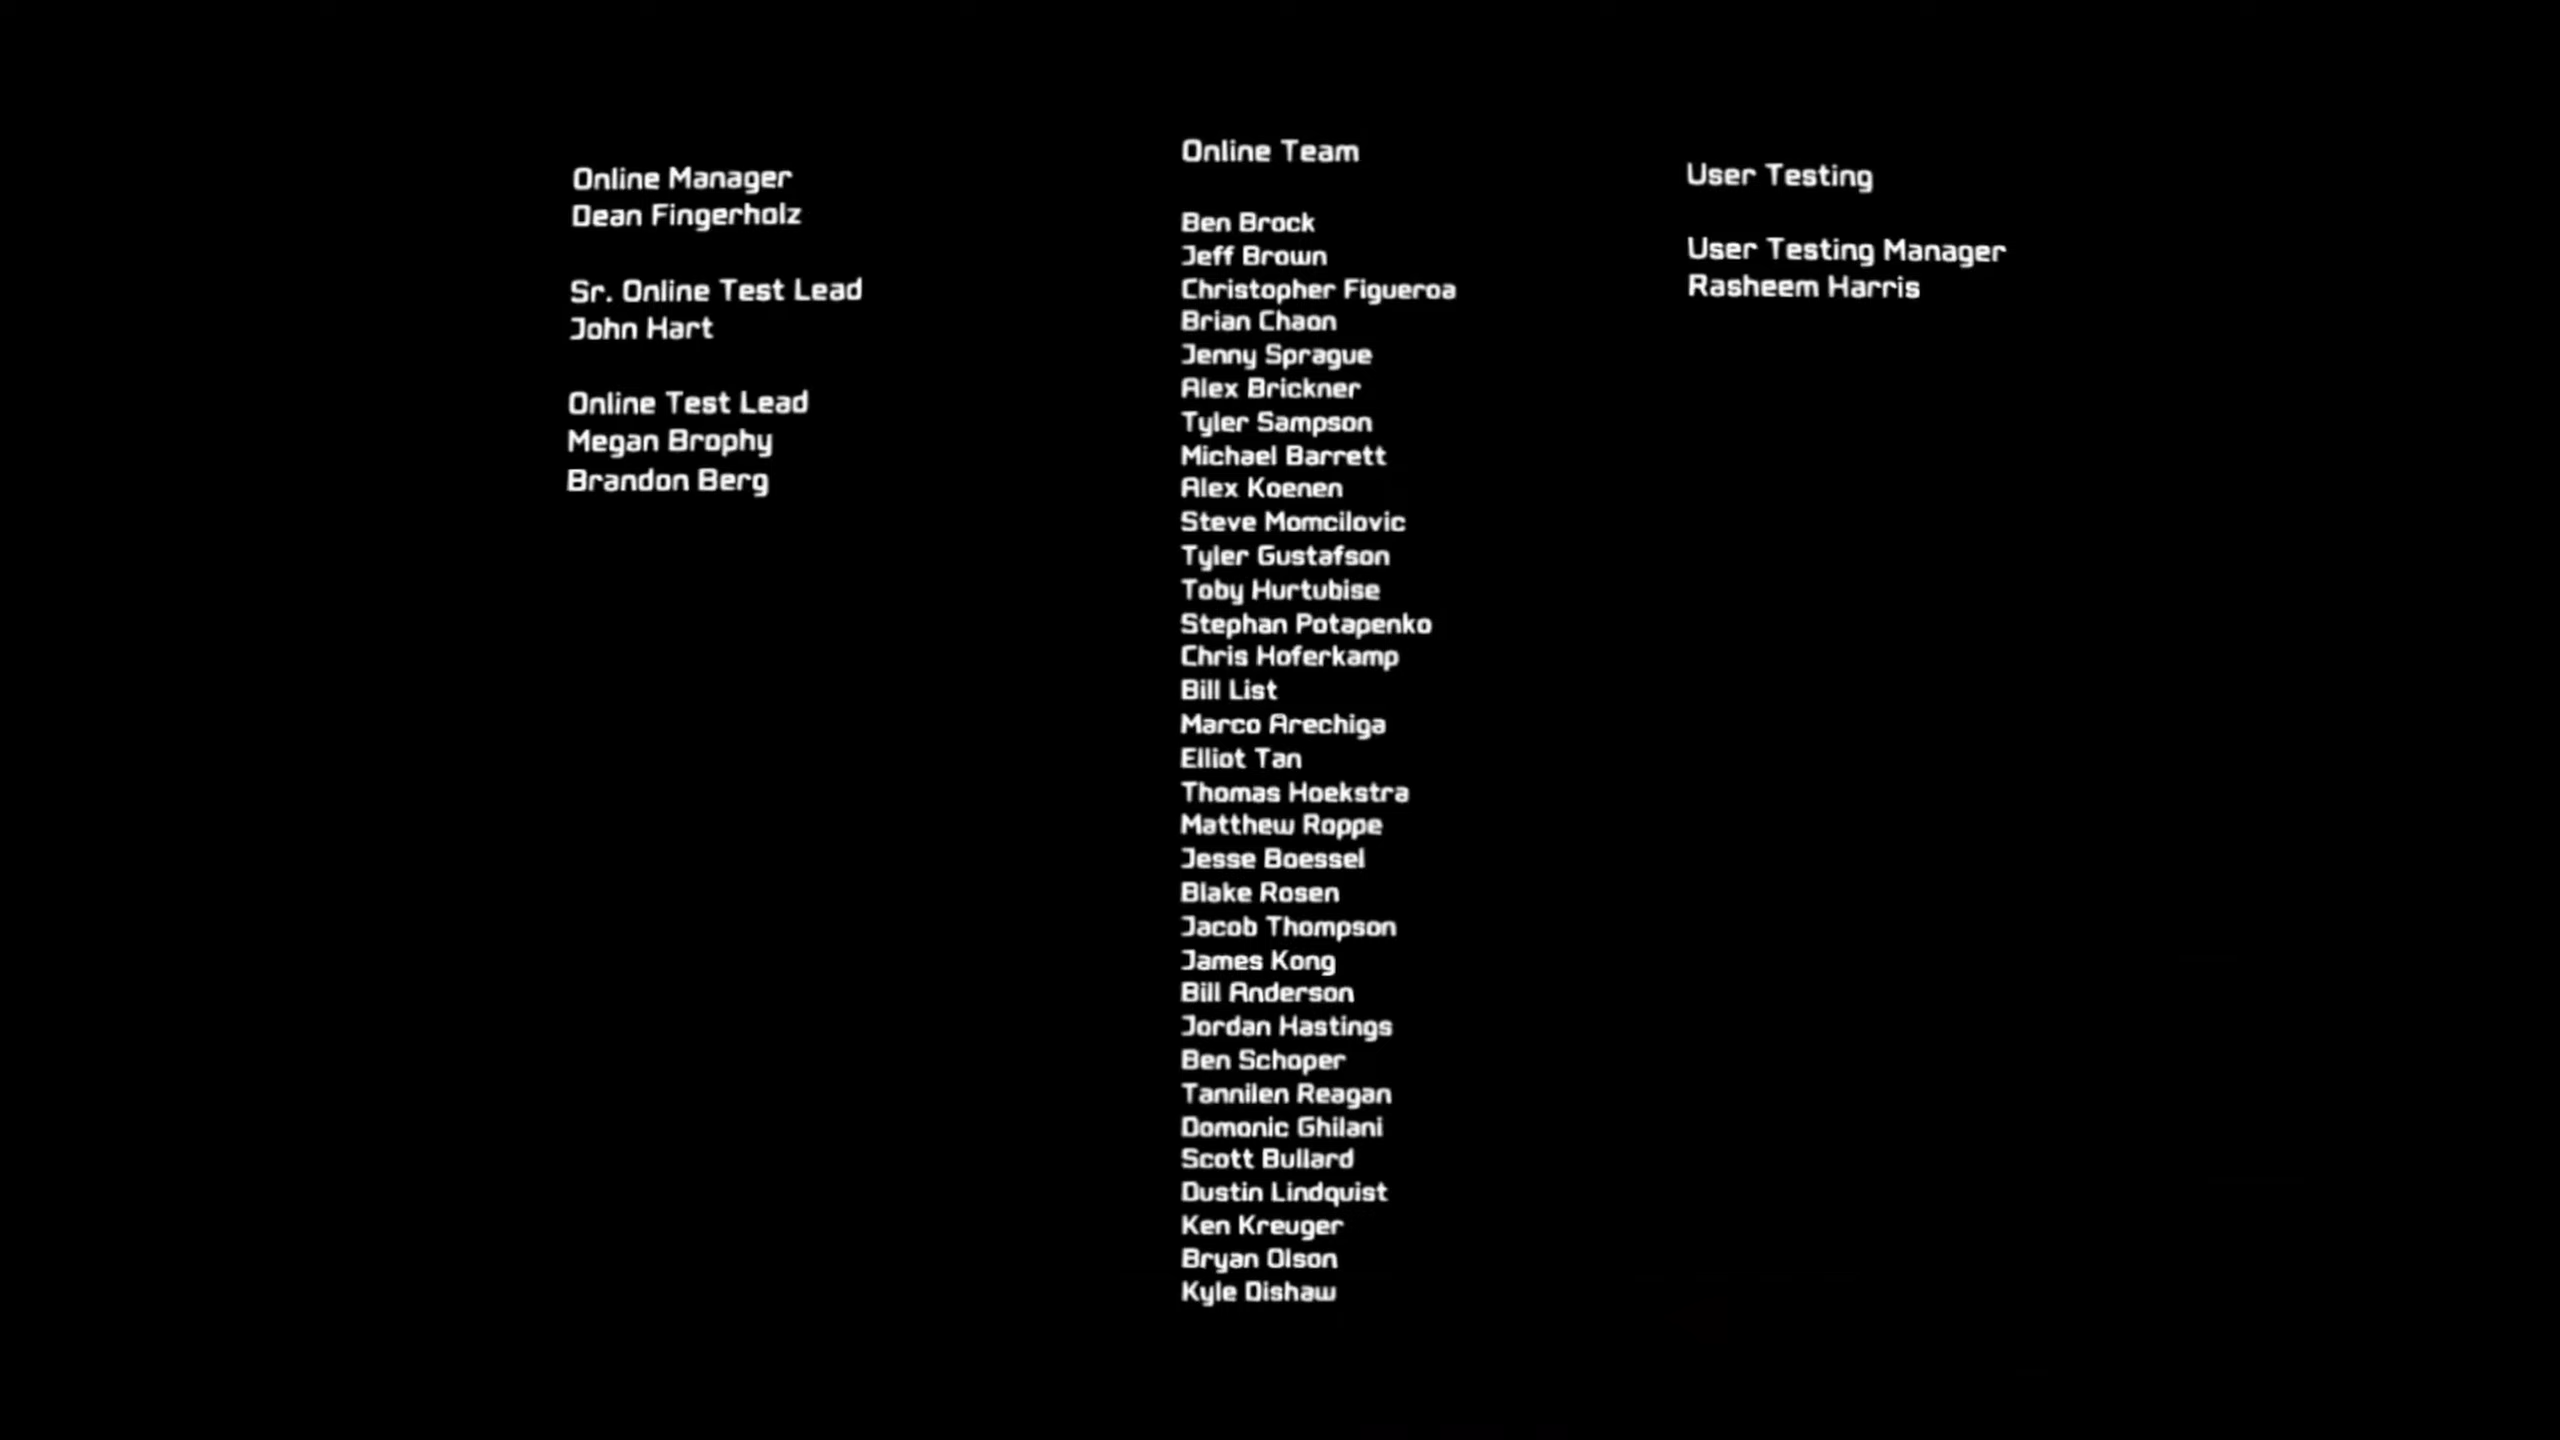 Online Manager
Dean Fingerholz
Sr. Online Test Lead
John Hart
Online Test Lead
Megan Brophy
Brandon Berg
Online Team
Ben Brock
Jeff Brown
Christopher Figueroa
Brian Chaon
Jenny Sprague
Alex Brickner
Tyler Sampson
Michael Barrett
Alex Koenen
Steve Momcilovic
Tyler Gustafson
Toby Hurtubise
Stephan Potapenko
Chris Hoferkamp
Bill List
Marco Arechiga
Elliot Tan
Thomas Hoekstra
Matthew Roppe
Jesse Boessel
Blake Rosen
Jacob Thompson
James Kong
Bill Anderson
Jordan Hastings
Ben Schoper
Tannilen Reagan
Domonic Ghilani
Scott Bullard
Dustin Lindquist
Ken Kreuger
Bryan Olson
Kyle Dishaw
User Testing
User Testing Manager
Rasheem Harris